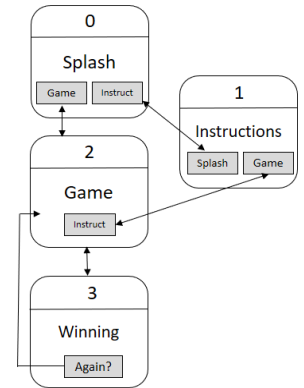 0
Splash
Game Instruct
1
Instructions
Splash Game
2
Game
Instruct
3
Winning
Again?